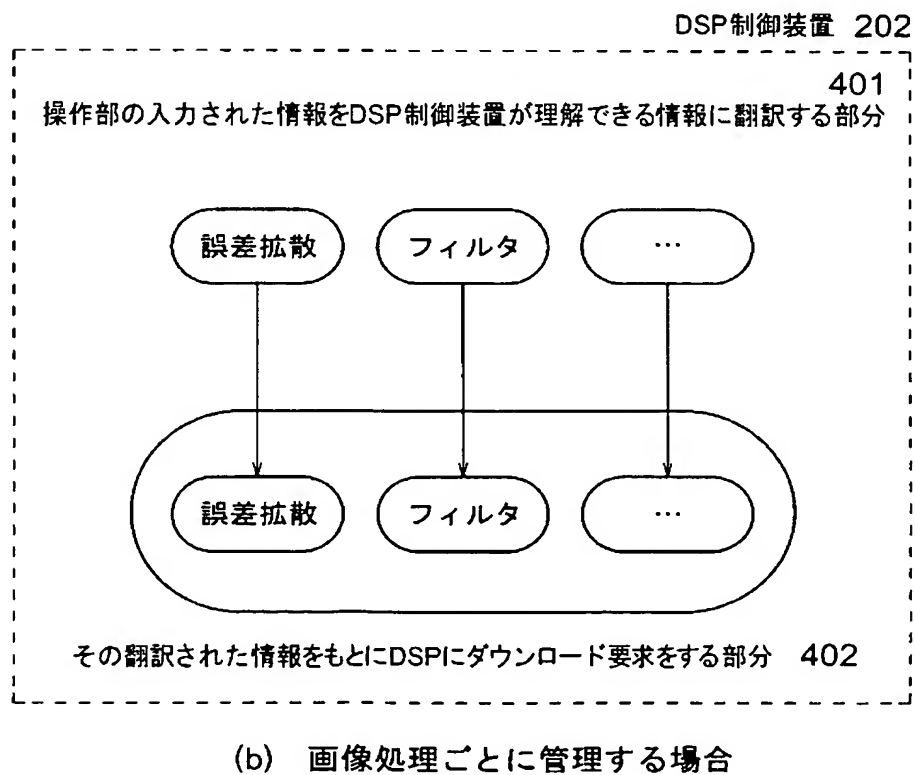 DSP制御装置 202
401
操作部の入力された情報をDSP制御装置が理解できる情報に翻訳する部分
誤差拡散 フィルタ …
誤差拡散 フィルタ …
その翻訳された情報をもとにDSPにダウンロード要求をする部分 402
(b) 画像処理ごとに管理する場合